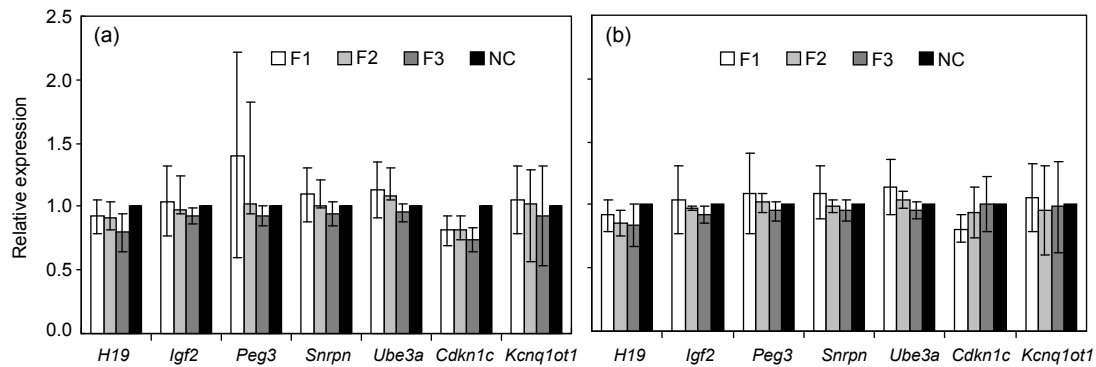 (a)
F1 F2 F3 NC
(b)
F1 F2 F3 NC
Relative expression
2.5
2.0
1.5
1.0
0.5
0.0
H19 Igf2 Peg3 Snrpn Ube3a Cdkn1c Kcnq1ot1
H19 Igf2 Peg3 Snrpn Ube3a Cdkn1c Kcnq1ot1